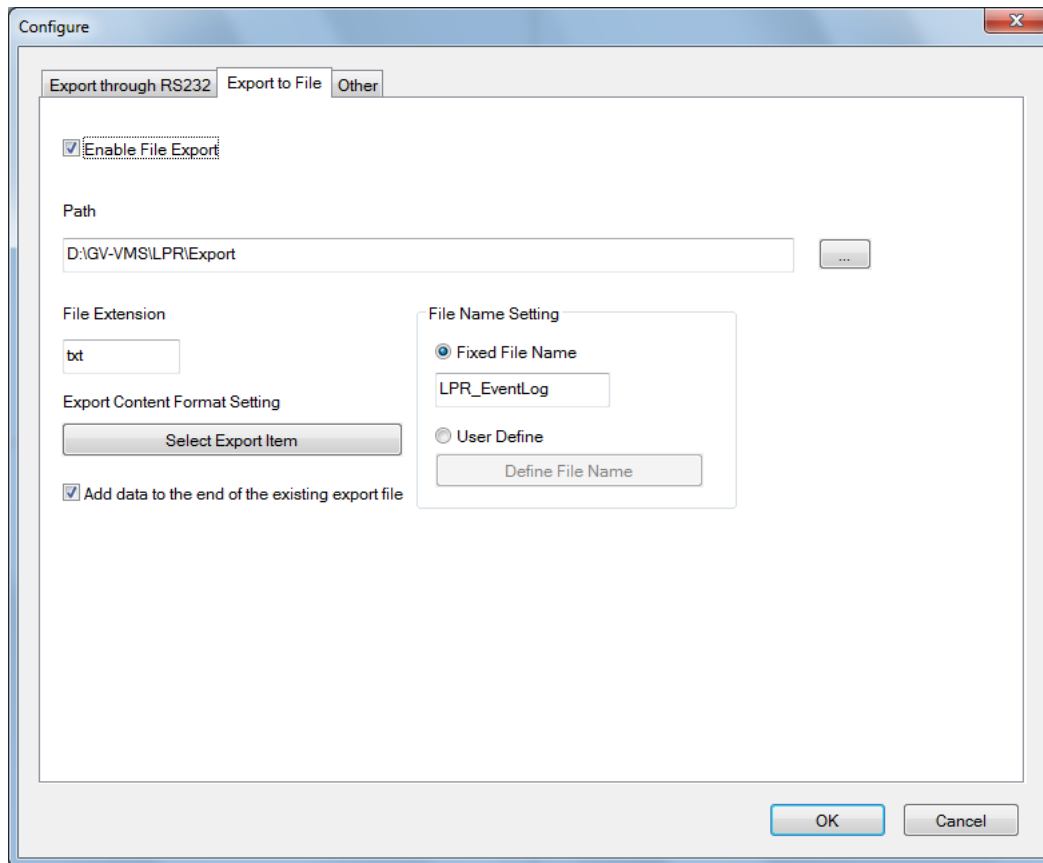 Configure
Export through RS232 Export to File Other
Enable File Export
Path
D:\GV-VMS\LPR\Export
...
File Extension
txt
Export Content Format Setting
Select Export Item
Add data to the end of the existing export file
File Name Setting
Fixed File Name
LPR_EventLog
User Define
Define File Name
OK Cancel